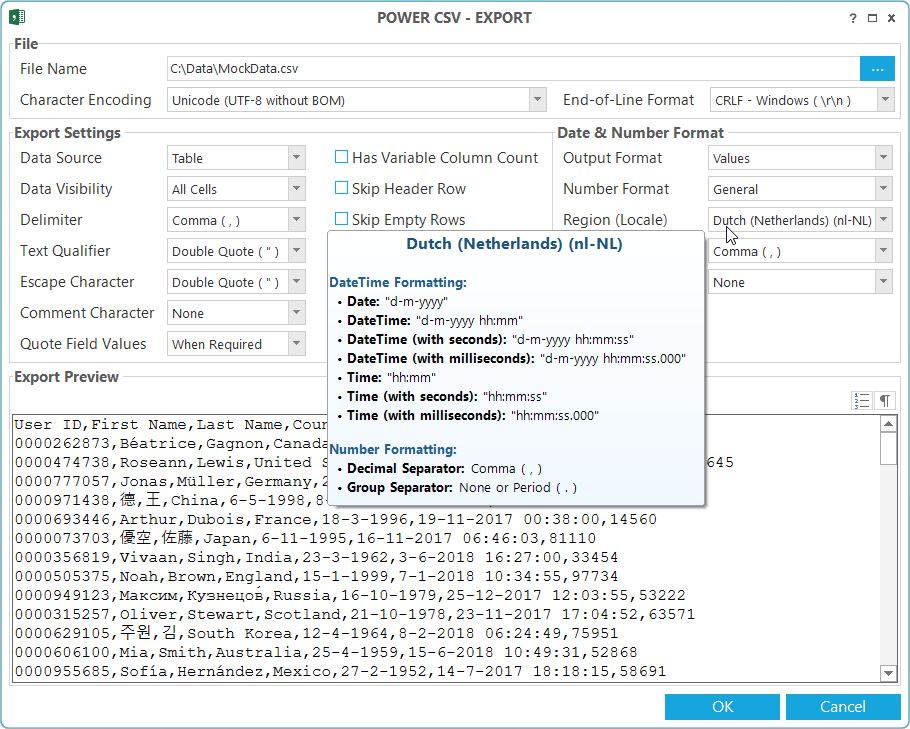 POWER CSV - EXPORT
?
File
File Name C:\Data\MockData.csv ...
Character Encoding Unicode (UTF-8 without BOM) End-of-Line Format CRLF - Windows ( \r\n )
Export Settings Date & Number Format
Data Source Table Has Variable Column Count Output Format Values
Data Visibility All Cells Skip Header Row Number Format General
Delimiter Comma ( , ) Skip Empty Rows Region (Locale) Dutch (Netherlands) (nl-NL)
Text Qualifier Double Quote ( " ) Comma ( , )
Escape Character Double Quote ( " ) None
Comment Character None
Quote Field Values When Required
Dutch (Netherlands) (nl-NL)
DateTime Formatting:
• Date: "d-m-yyyy"
• DateTime: "d-m-yyyy hh:mm"
• DateTime (with seconds): "d-m-yyyy hh:mm:ss"
• DateTime (with milliseconds): "d-m-yyyy hh:mm:ss.000"
• Time: "hh:mm"
• Time (with seconds): "hh:mm:ss"
• Time (with milliseconds): "hh:mm:ss.000"
Number Formatting:
• Decimal Separator: Comma ( , )
• Group Separator: None or Period ( . )
Export Preview
¶
User ID,First Name,Last Name,Coun
0000262873,Béatrice,Gagnon,Canada
0000474738,Roseann,Lewis,United S 645
0000777057,Jonas,Müller,Germany,2
0000971438,德,王,China,6-5-1998,8-
0000693446,Arthur,Dubois,France,18-3-1996,19-11-2017 00:38:00,14560
0000073703,優空,佐藤,Japan,6-11-1995,16-11-2017 06:46:03,81110
0000356819,Vivaan,Singh,India,23-3-1962,3-6-2018 16:27:00,33454
0000505375,Noah,Brown,England,15-1-1999,7-1-2018 10:34:55,97734
0000949123,Максим,Кузнецо́в,Russia,16-10-1979,25-12-2017 12:03:55,53222
0000315257,Oliver,Stewart,Scotland,21-10-1978,23-11-2017 17:04:52,63571
0000629105,주원,김,South Korea,12-4-1964,8-2-2018 06:24:49,75951
0000606100,Mia,Smith,Australia,25-4-1959,15-6-2018 10:49:31,52868
0000955685,Sofía,Hernández,Mexico,27-2-1952,14-7-2017 18:18:15,58691
OK Cancel